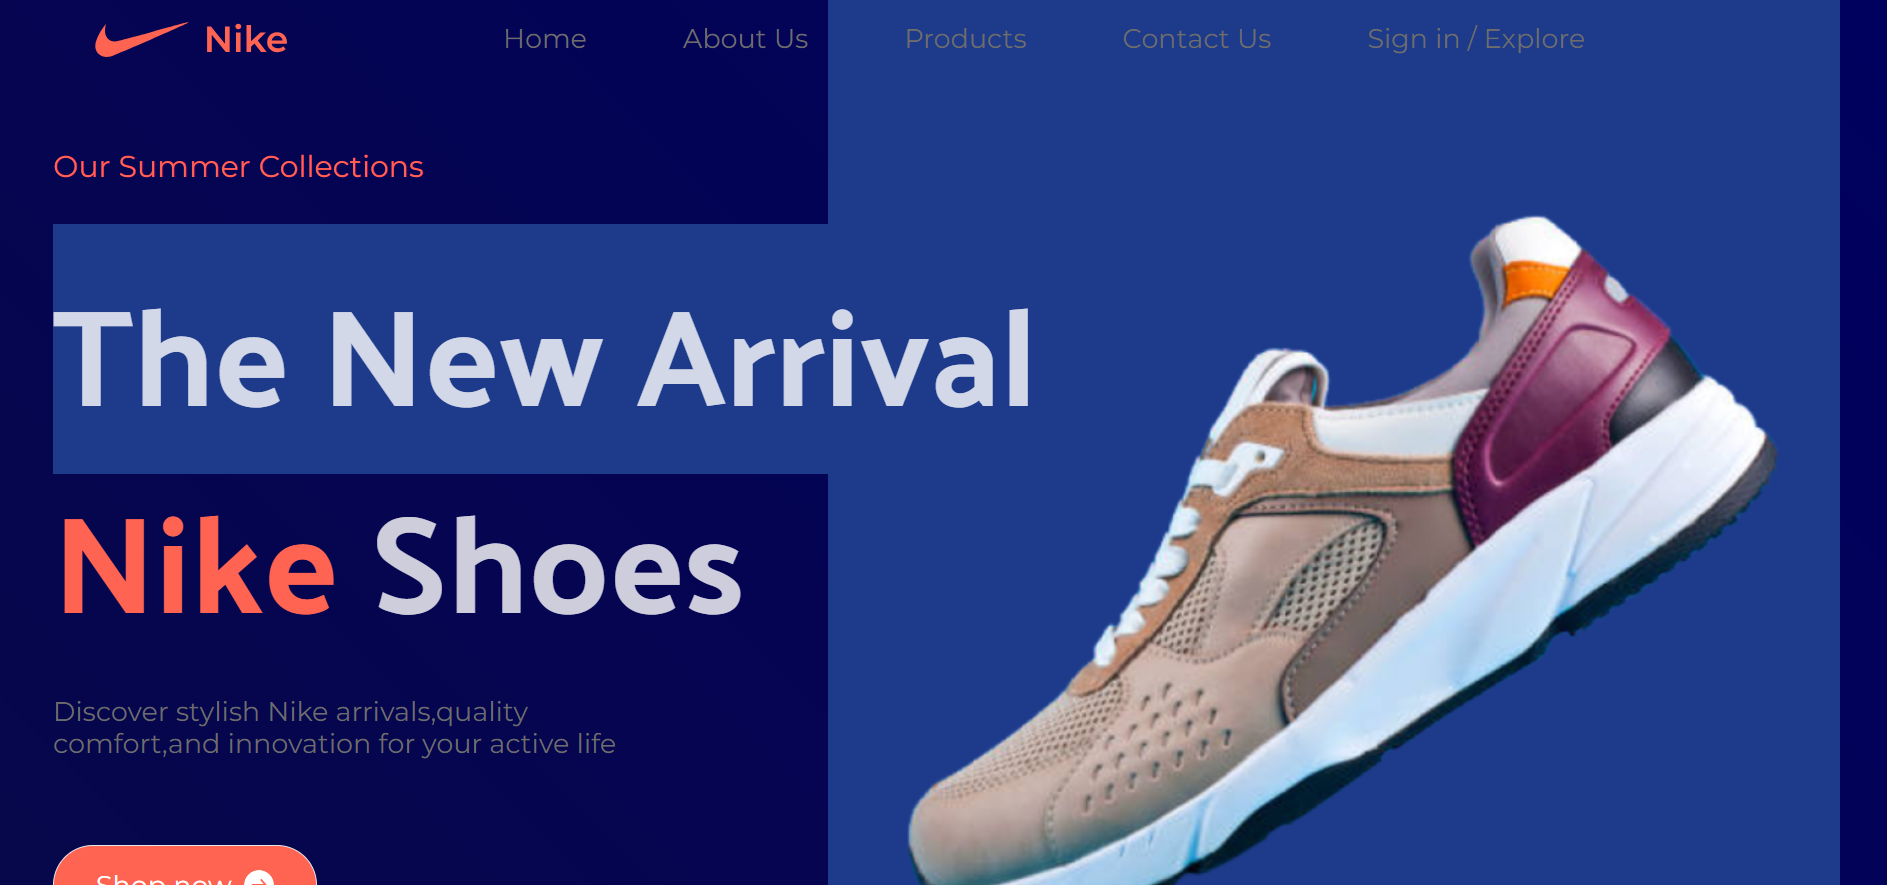 Nike
Home
About Us
Products
Contact Us
Sign in / Explore
Our Summer Collections
The New Arrival
Nike Shoes
Discover stylish Nike arrivals,quality
comfort,and innovation for your active life
Shop now